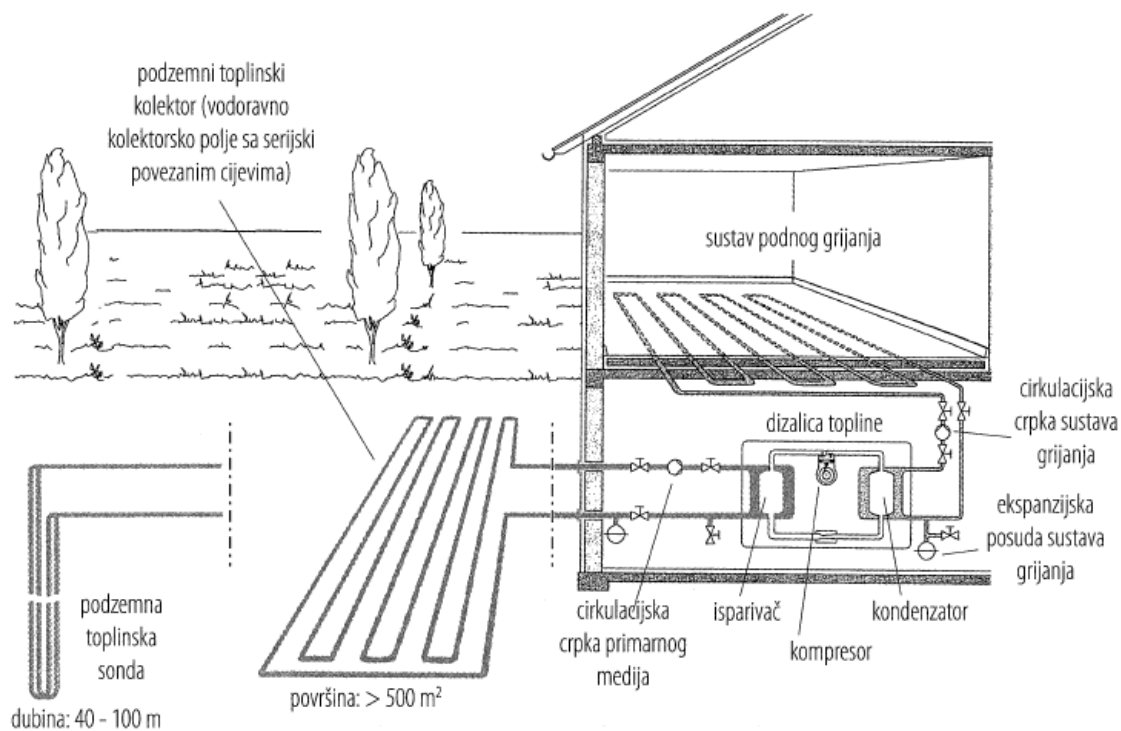 podzemni toplinski
kolektor (vodoravno
kolektorsko polje sa serijski
povezanim cijevima)
sustav podnog grijanja
cirkulacijska
crpka sustava
grijanja
dizalica topline
ekspanzijska
posuda sustava
grijanja
podzemna
toplinska
sonda
dubina: 40 - 100 m
površina: > 500 m²
cirkulacijska
crpka primarnog
medija
isparivač
kompresor
kondenzator